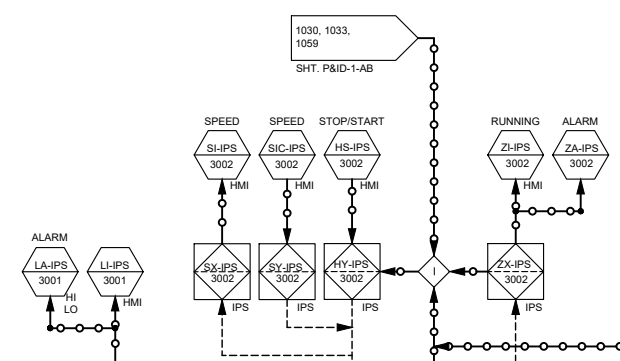 1030, 1033,
1059
SHT. P&ID-1-AB
SPEED
SPEED
STOP/START
RUNNING
ALARM
SI-IPS
3002
HMI
SIC-IPS
3002
HMI
HS-IPS
3002
HMI
ZI-IPS
3002
HMI
ZA-IPS
3002
ALARM
LA-IPS
3001
HI
LO
LI-IPS
3001
HMI
SX-IPS
3002
IPS
SY-IPS
3002
IPS
HY-IPS
3002
IPS
I
ZX-IPS
3002
IPS